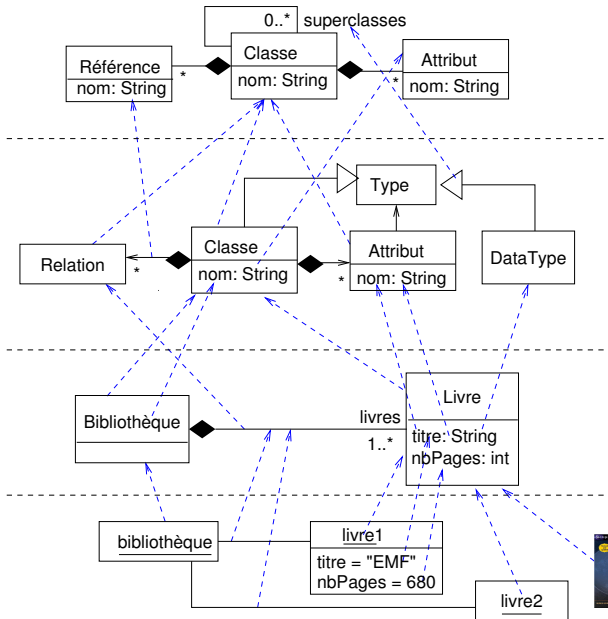 0..* superclasses
Référence
nom: String
*
Classe
nom: String
*
Attribut
nom: String
Type
Relation
*
Classe
nom: String
*
Attribut
nom: String
DataType
Bibliothèque
livres
1..*
Livre
titre: String
nbPages: int
bibliothèque
livre1
titre = "EMF"
nbPages = 680
livre2